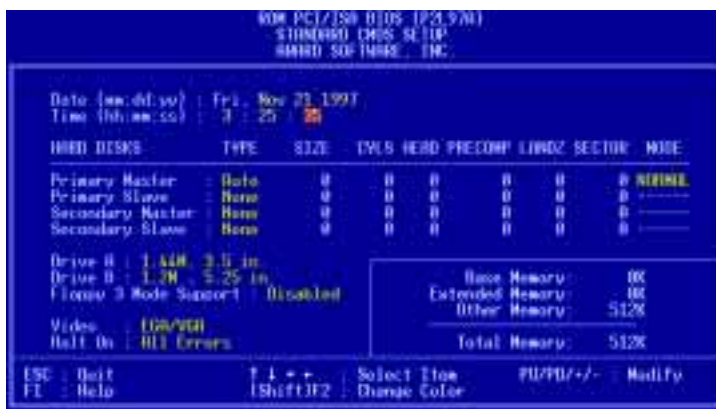 ROM PCI/ISA BIOS (P2L97A)
STANDARD CMOS SETUP
AWARD SOFTWARE, INC.
Date (mm:dd:yy) : Fri, Nov 21 1997
Time (hh:mm:ss) : 3 : 25 :
HARD DISKS TYPE SIZE CYLS HEAD PRECOMP LANDZ SECTOR MODE
Primary Master : Auto 0 0 0 0 0 0 NORMAL
Primary Slave : None 0 0 0 0 0 0 ------
Secondary Master : None 0 0 0 0 0 0 ------
Secondary Slave : None 0 0 0 0 0 0 ------
Drive A : 1.44M, 3.5 in.
Drive B : 1.2M , 5.25 in.
Floppy 3 Mode Support : Disabled
Video : EGA/VGA
Halt On : All Errors
Base Memory: 0K
Extended Memory: 0K
Other Memory: 512K
Total Memory: 512K
ESC : Quit ↑ ↓ → ← : Select Item PU/PD/+/- : Modify
F1 : Help (Shift)F2 : Change Color